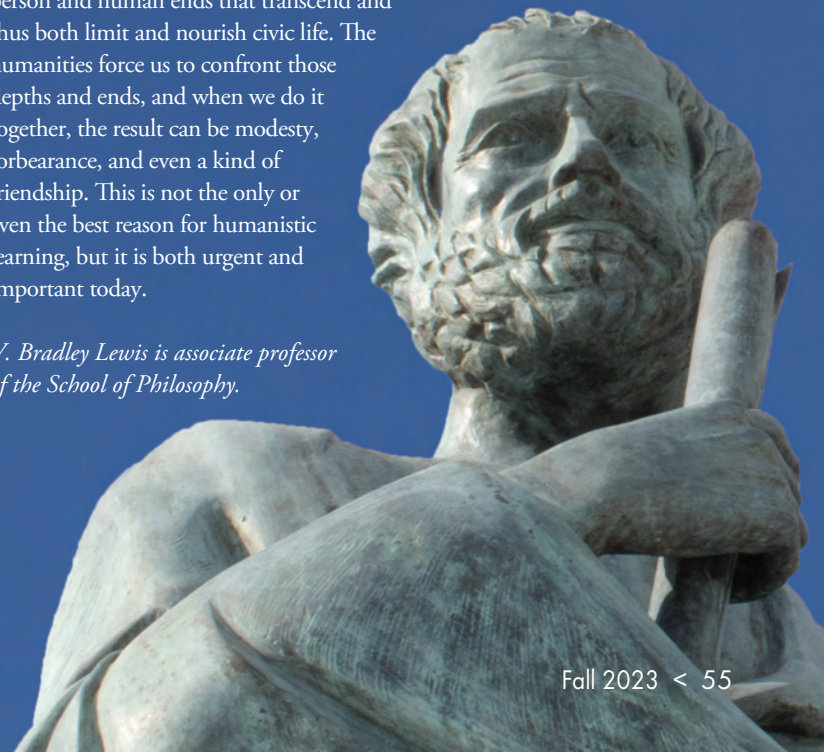 erson and human ends that transcend and
hus both limit and nourish civic life. The
umanities force us to confront those
epths and ends, and when we do it
ogether, the result can be modesty,
orbearance, and even a kind of
riendship. This is not the only or
ven the best reason for humanistic
earning, but it is both urgent and
mportant today.
. Bradley Lewis is associate professor
f the School of Philosophy.
Fall 2023 < 55